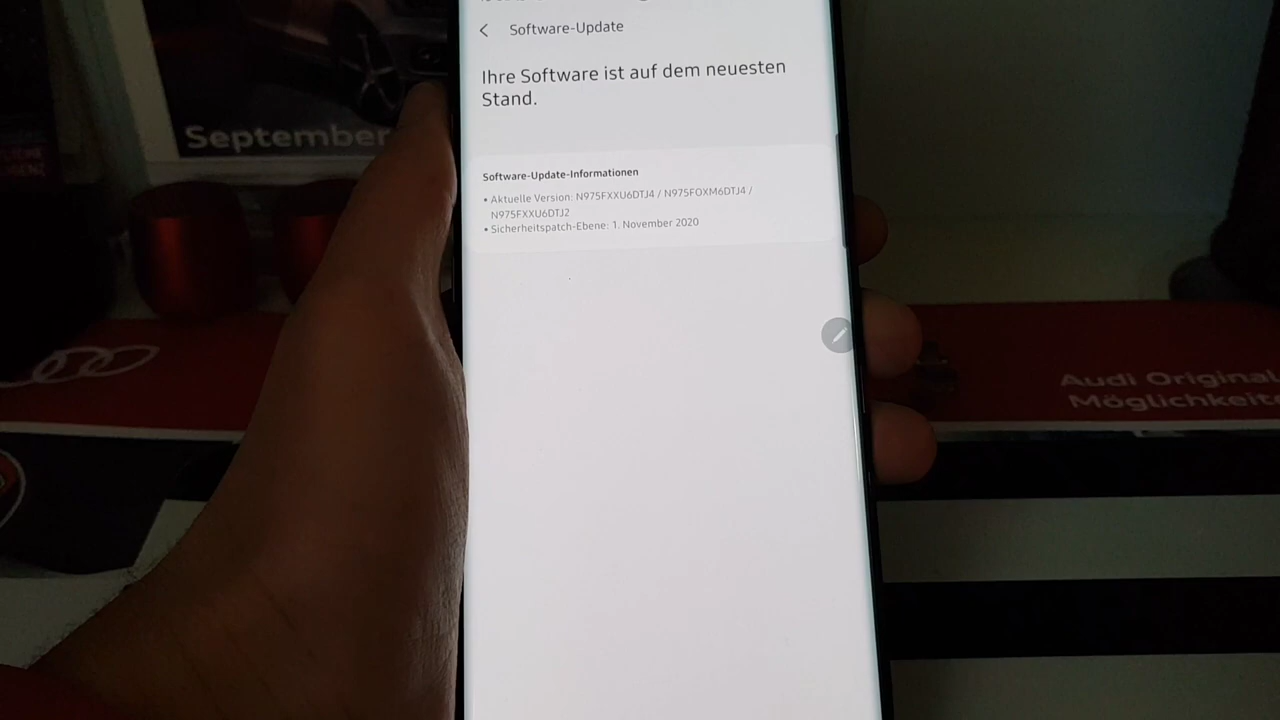 Software-Update
Ihre Software ist auf dem neuesten
Stand.
Software-Update-Informationen
• Aktuelle Version: N975FXXU6DTJ4 / N975FOXM6DTJ4 /
N975FXXU6DTJ2
• Sicherheitspatch-Ebene: 1. November 2020
September
Audi Original
Möglichkeite